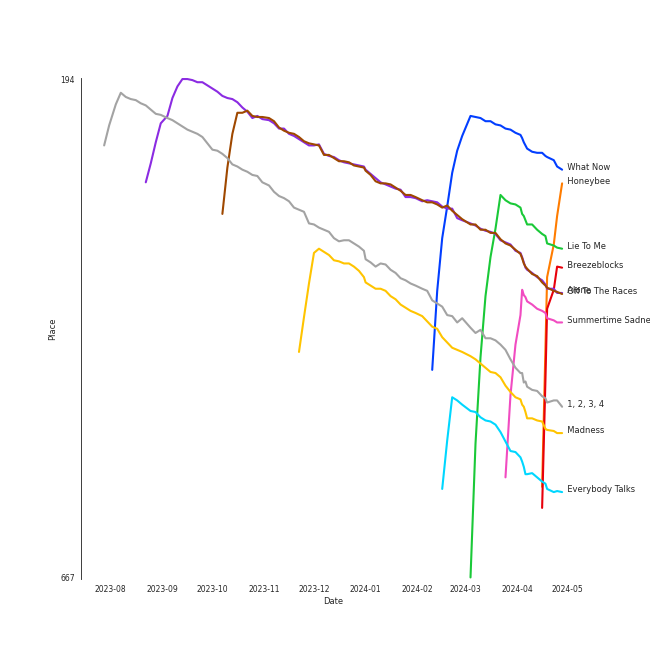 194
What Now
Honeybee
Lie To Me
Breezeblocks
Off To The Races
Summertime Sadne
Place
1, 2, 3, 4
Madness
Everybody Talks
667
2023-08 2023-09 2023-10 2023-11 2023-12 2024-01 2024-02 2024-03 2024-04 2024-05
Date